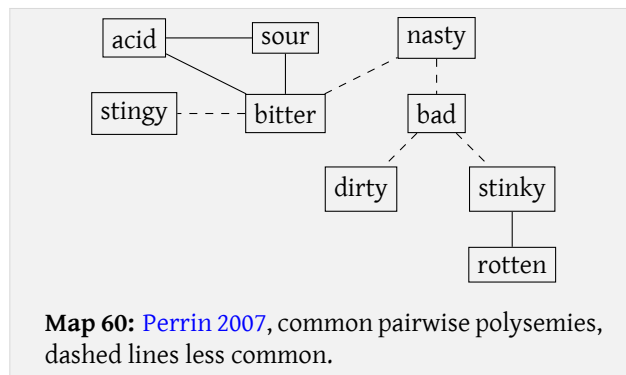 acid sour nasty
stingy bitter bad
dirty stinky
rotten
Map 60: Perrin 2007, common pairwise polysemies,
dashed lines less common.